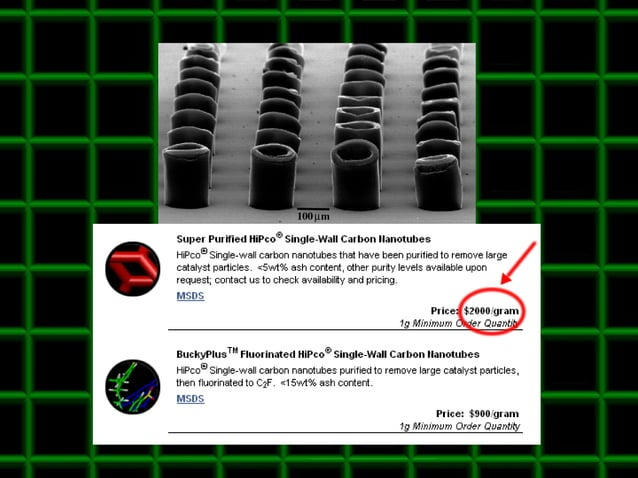 100µm
Super Purified HiPco® Single-Wall Carbon Nanotubes
HiPco® Single-wall carbon nanotubes that have been purified to remove large
catalyst particles. <5wt% ash content, other purity levels available upon
request; contact us to check availability and pricing.
MSDS
Price: $2000/gram
1g Minimum Order Quantity
BuckyPlus™ Fluorinated HiPco® Single-Wall Carbon Nanotubes
HiPco® Single-wall carbon nanotubes purified to remove large catalyst particles,
then fluorinated to C₂F. <15wt% ash content.
MSDS
Price: $900/gram
1g Minimum Order Quantity